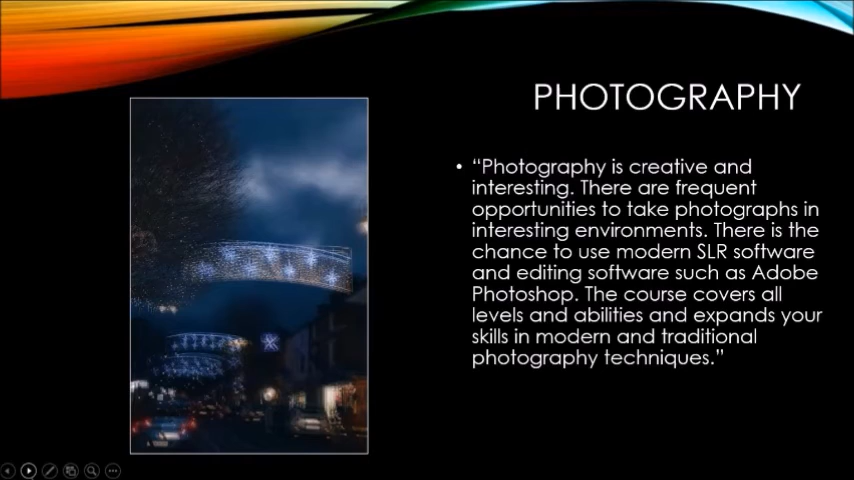 PHOTOGRAPHY
• “Photography is creative and
interesting. There are frequent
opportunities to take photographs in
interesting environments. There is the
chance to use modern SLR software
and editing software such as Adobe
Photoshop. The course covers all
levels and abilities and expands your
skills in modern and traditional
photography techniques.”